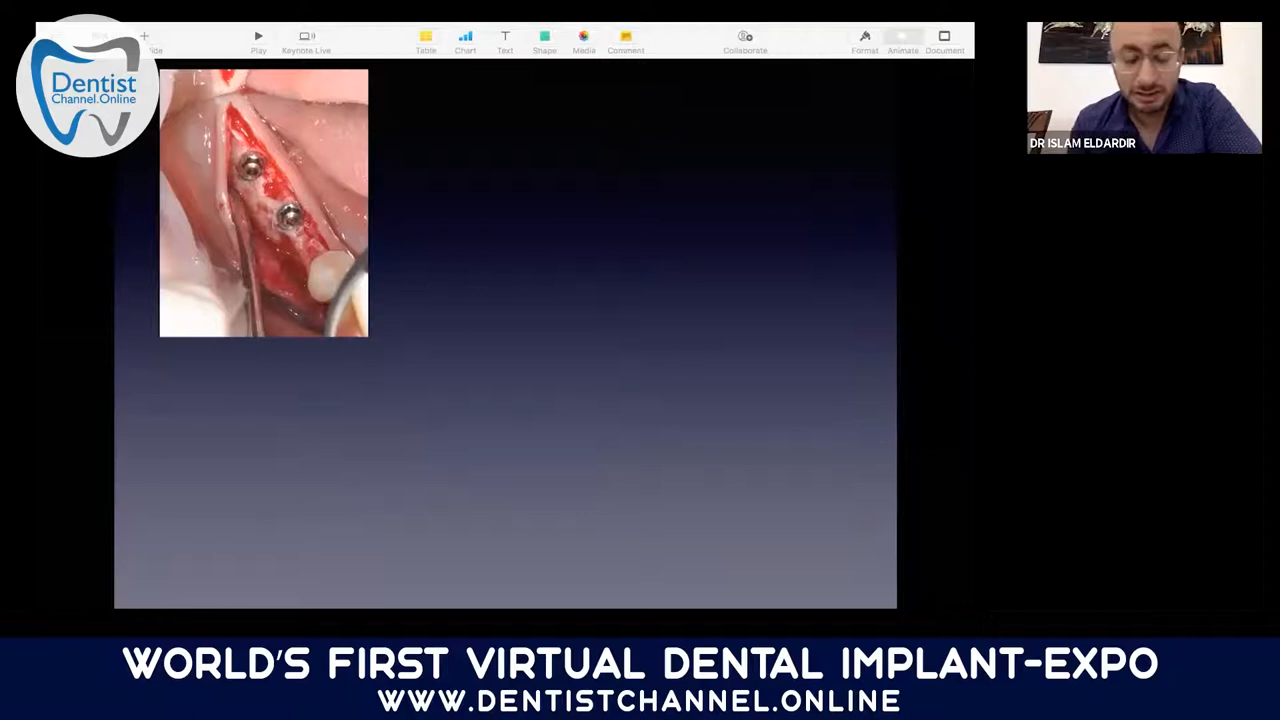 Dentist
Channel.Online
Play
Keynote Live
Table
Chart
Text
Shape
Media
Comment
Collaborate
Format
Animate
Document
DR ISLAM ELDARDIR
WORLD'S FIRST VIRTUAL DENTAL IMPLANT-EXPO
WWW.DENTISTCHANNEL.ONLINE